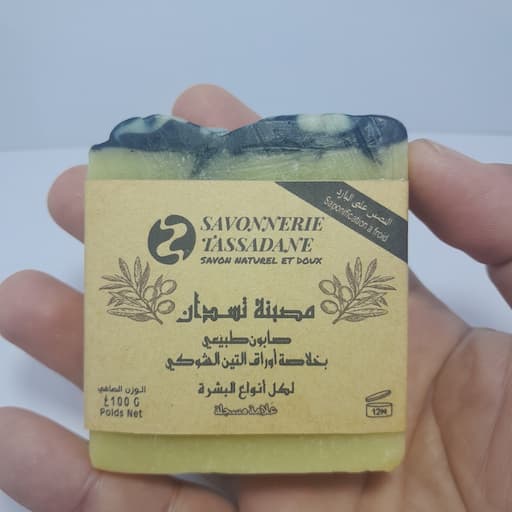 التصبن على البارد
Saponification à froid
SAVONNERIE
TASSADANE
SAVON NATUREL ET DOUX
مصبنة تسدان
صابون طبيعي
بخلاصة أوراق التين الشوكي
لكل أنواع البشرة
علامة مسجلة
الوزن الصافي
℮100 G
Poids Net
12M